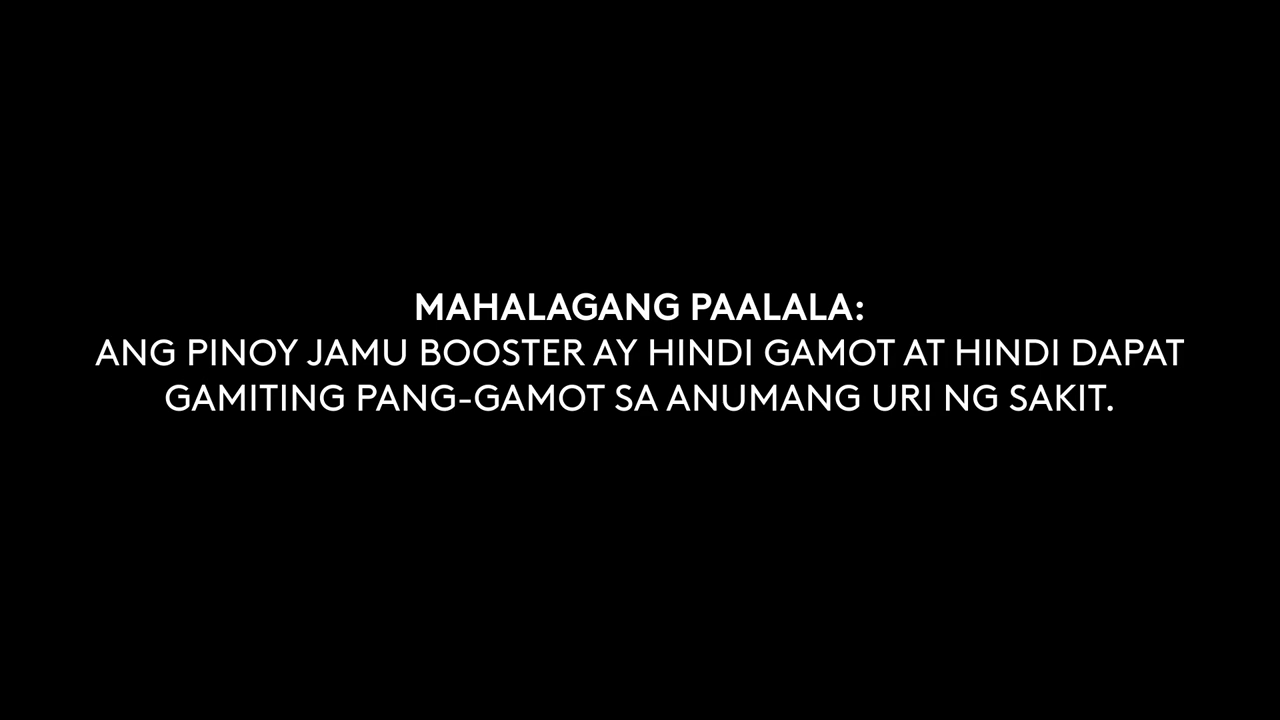 MAHALAGANG PAALALA:
ANG PINOY JAMU BOOSTER AY HINDI GAMOT AT HINDI DAPAT
GAMITING PANG-GAMOT SA ANUMANG URI NG SAKIT.